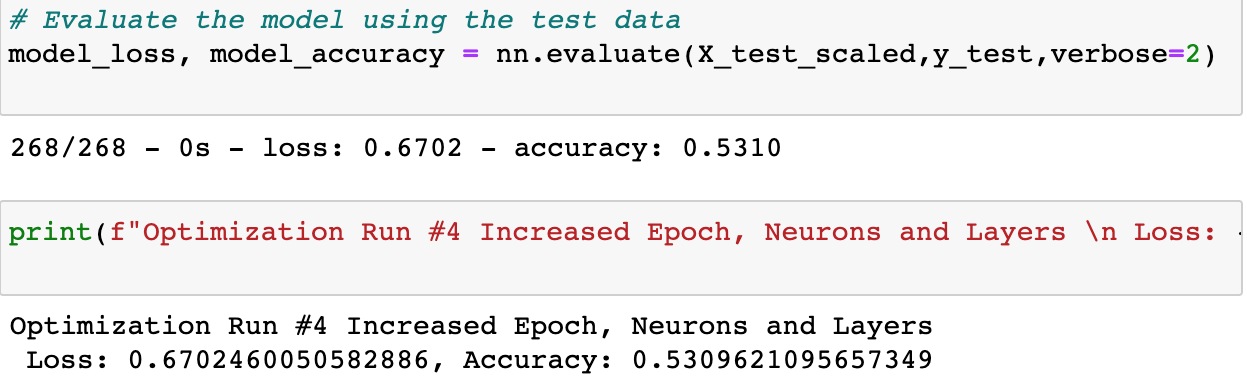 # Evaluate the model using the test data
model_loss, model_accuracy = nn.evaluate(X_test_scaled,y_test,verbose=2)
268/268 - 0s - loss: 0.6702 - accuracy: 0.5310
print(f"Optimization Run #4 Increased Epoch, Neurons and Layers \n Loss:
Optimization Run #4 Increased Epoch, Neurons and Layers
Loss: 0.6702460050582886, Accuracy: 0.5309621095657349